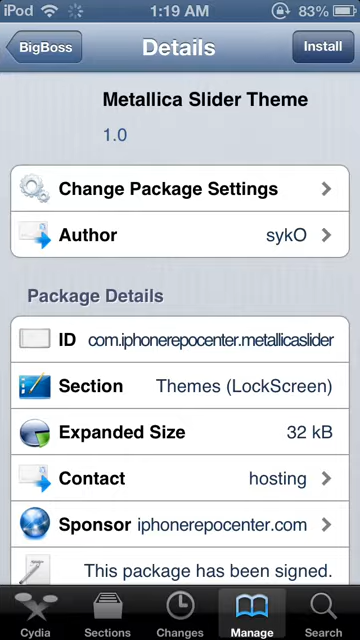 iPod 1:19 AM 83%
BigBoss Details Install
Metallica Slider Theme
1.0
Change Package Settings
Author sykO
Package Details
ID com.iphonerepocenter.metallicaslider
Section Themes (LockScreen)
Expanded Size 32 kB
Contact hosting
Sponsor iphonerepocenter.com
This package has been signed.
Cydia Sections Changes Manage Search